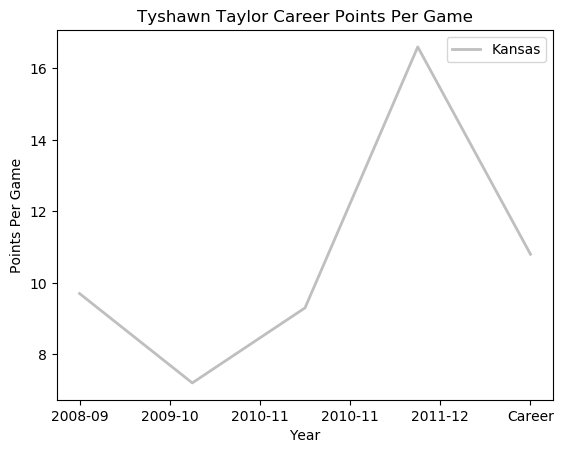 Tyshawn Taylor Career Points Per Game
Kansas
16
14
12
10
8
Points Per Game
2008-09 2009-10 2010-11 2010-11 2011-12 Career
Year